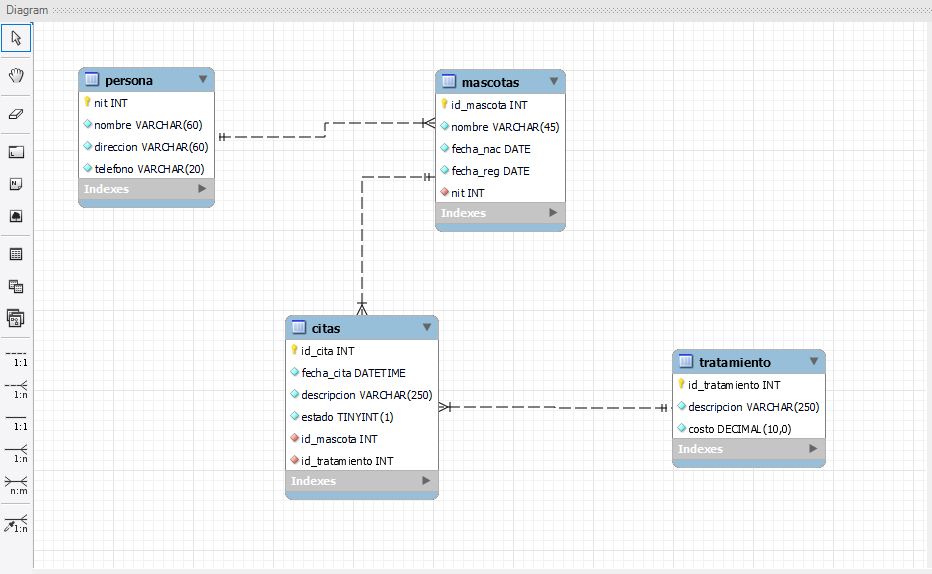 Diagram
persona
nit INT
nombre VARCHAR(60)
direccion VARCHAR(60)
telefono VARCHAR(20)
Indexes
mascotas
id_mascota INT
nombre VARCHAR(45)
fecha_nac DATE
fecha_reg DATE
nit INT
Indexes
citas
id_cita INT
fecha_cita DATETIME
descripcion VARCHAR(250)
estado TINYINT(1)
id_mascota INT
id_tratamiento INT
Indexes
tratamiento
id_tratamiento INT
descripcion VARCHAR(250)
costo DECIMAL(10,0)
Indexes
1:1
1:n
1:1
1:n
n:m
1:n